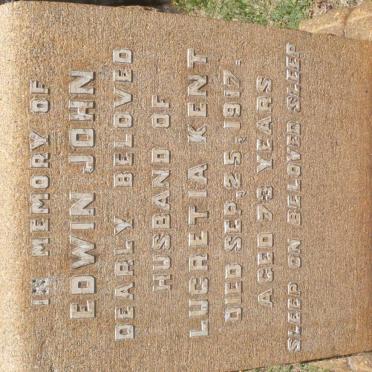 IN
MEMORY OF
EDWIN JOHN
DEARLY BELOVED
HUSBAND OF
LUCRETIA KENT
DIED SEP. 25, 1917.
AGED 73 YEARS
SLEEP ON BELOVED SLEEP